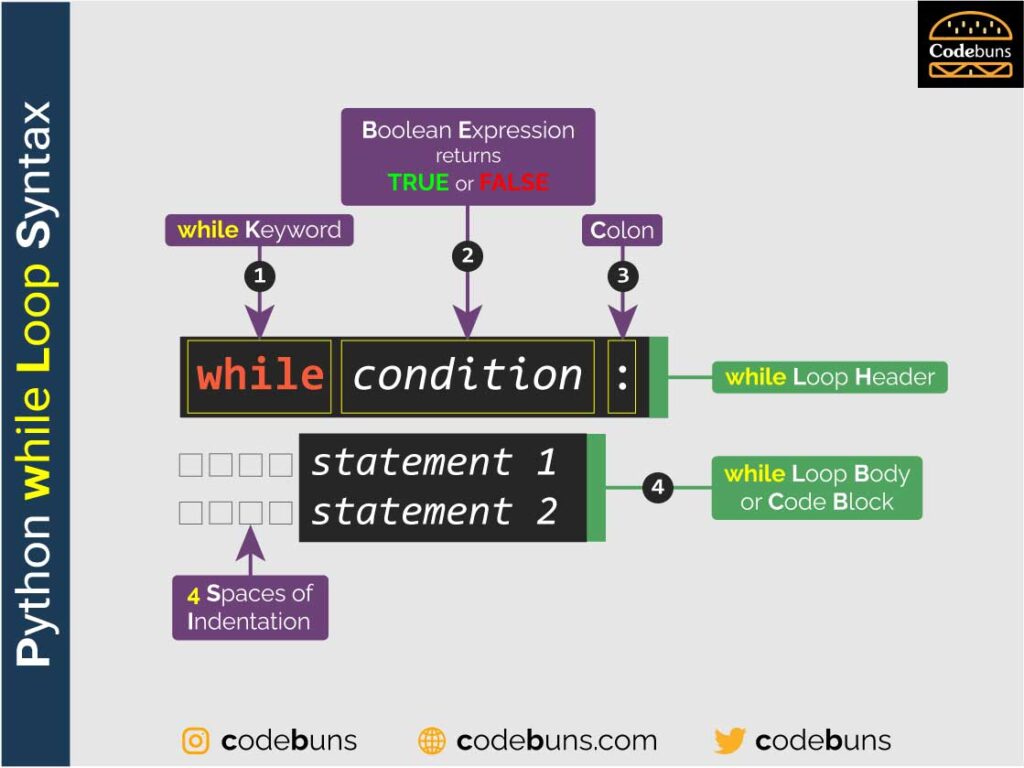 Python while Loop Syntax
Codebuns
Boolean Expression
returns
TRUE or FALSE
while Keyword
Colon
1
2
3
while condition :
while Loop Header
statement 1
statement 2
4
while Loop Body
or Code Block
4 Spaces of
Indentation
codebuns
codebuns.com
codebuns